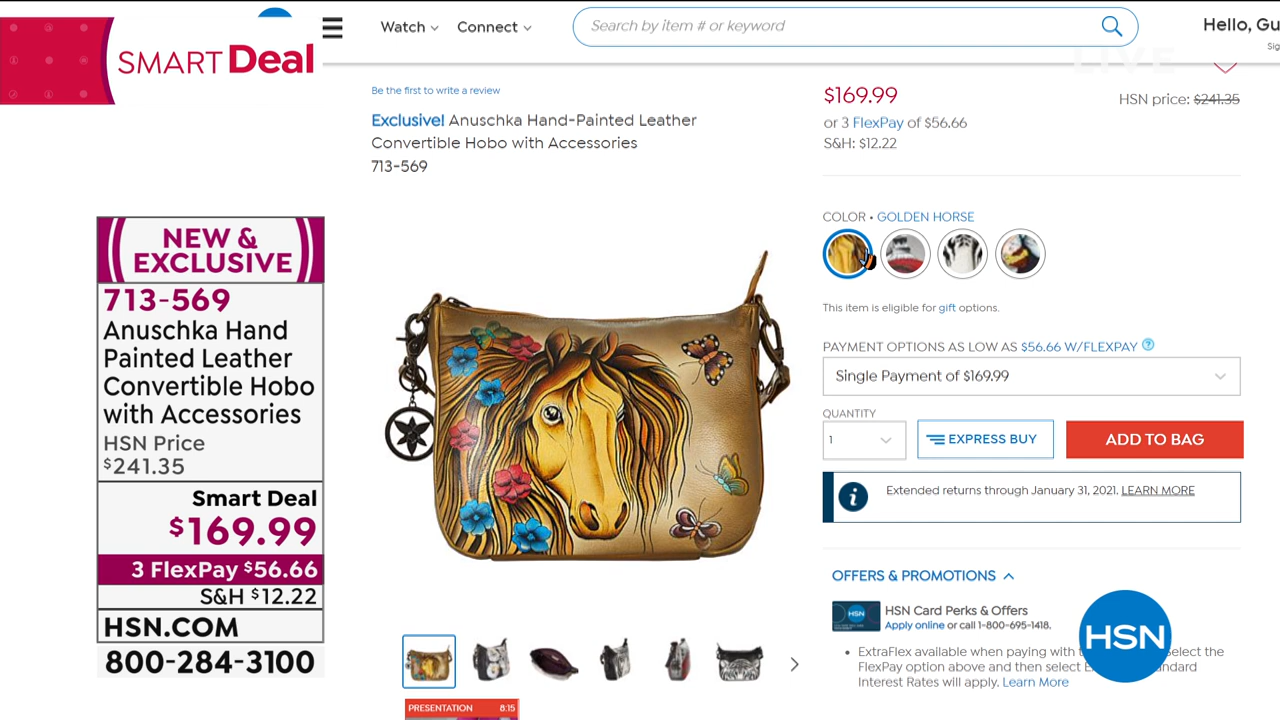 SMART Deal
Watch
Connect
Search by item # or keyword
Hello, Gu
Sig
LIVE
Be the first to write a review
Exclusive! Anuschka Hand-Painted Leather
Convertible Hobo with Accessories
713-569
$169.99
HSN price: $241.35
or 3 FlexPay of $56.66
S&H: $12.22
COLOR • GOLDEN HORSE
This item is eligible for gift options.
PAYMENT OPTIONS AS LOW AS $56.66 W/FLEXPAY ?
Single Payment of $169.99
QUANTITY
1
EXPRESS BUY
ADD TO BAG
i Extended returns through January 31, 2021. LEARN MORE
OFFERS & PROMOTIONS
HSN
HSN Card Perks & Offers
Apply online or call 1-800-695-1418.
• ExtraFlex available when paying with t Select the
FlexPay option above and then select E ndard
Interest Rates will apply. Learn More
HSN
NEW &
EXCLUSIVE
713-569
Anuschka Hand
Painted Leather
Convertible Hobo
with Accessories
HSN Price
$241.35
Smart Deal
$169.99
3 FlexPay $56.66
S&H $12.22
HSN.COM
800-284-3100
PRESENTATION 8:15